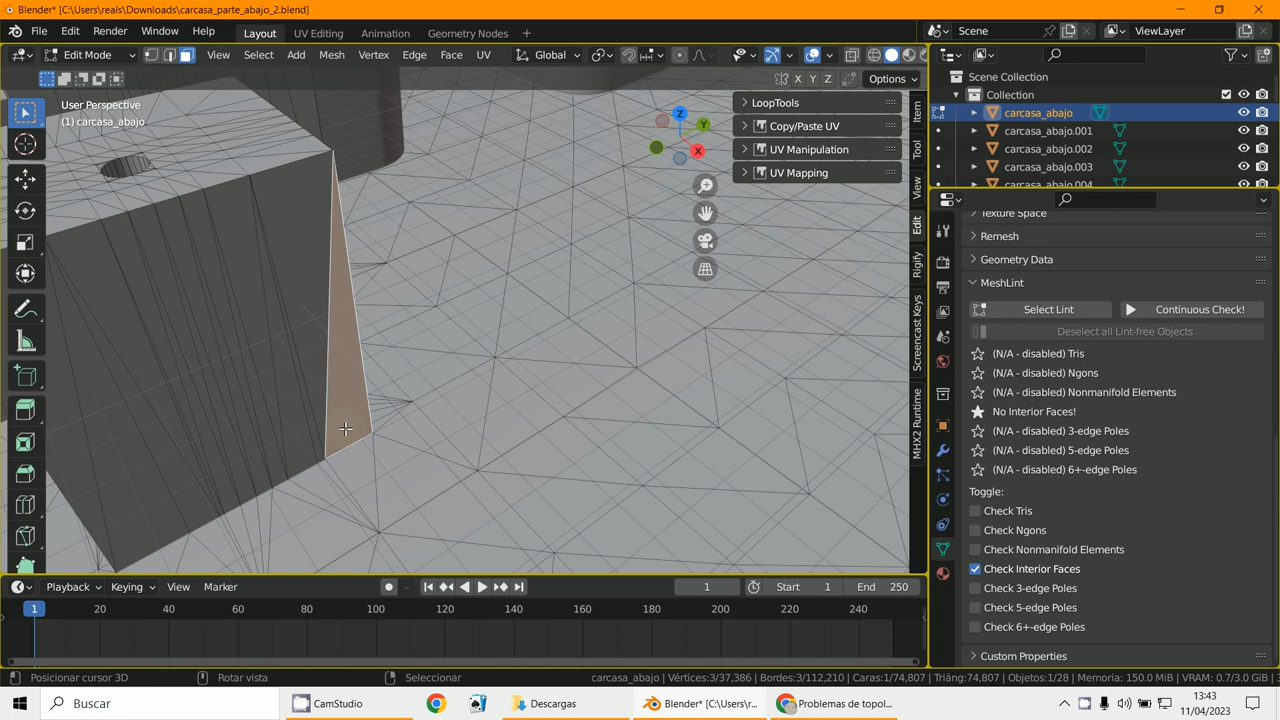 Blender* [C:\Users\reals\Downloads\carcasa_parte_abajo_2.blend]
File Edit Render Window Help Layout UV Editing Animation Geometry Nodes + Scene ViewLayer
Edit Mode View Select Add Mesh Vertex Edge Face UV Global
X Y Z Options
User Perspective
(1) carcasa_abajo
Z Y X
LoopTools
Copy/Paste UV
UV Manipulation
UV Mapping
Item
Tool
View
Edit
Rigify
Screencast Keys
MHX2 Runtime
Scene Collection
Collection
carcasa_abajo
carcasa_abajo.001
carcasa_abajo.002
carcasa_abajo.003
carcasa_abajo.004
Texture Space
Remesh
Geometry Data
MeshLint
Select Lint Continuous Check!
Deselect all Lint-free Objects
(N/A - disabled) Tris
(N/A - disabled) Ngons
(N/A - disabled) Nonmanifold Elements
No Interior Faces!
(N/A - disabled) 3-edge Poles
(N/A - disabled) 5-edge Poles
(N/A - disabled) 6+-edge Poles
Toggle:
Check Tris
Check Ngons
Check Nonmanifold Elements
Check Interior Faces
Check 3-edge Poles
Check 5-edge Poles
Check 6+-edge Poles
Custom Properties
Playback Keying View Marker 1 Start 1 End 250
1 20 40 60 80 100 120 140 160 180 200 220 240
Posicionar cursor 3D Rotar vista Seleccionar carcasa_abajo | Vértices:3/37,386 | Bordes:3/112,210 | Caras:1/74,807 | Triáng:74,807 | Objetos:1/28 | Memoria: 150.0 MiB | VRAM: 0.7/3.0 GiB |
Buscar CamStudio Descargas Blender* [C:\Users\r... Problemas de topol...
13:43
11/04/2023